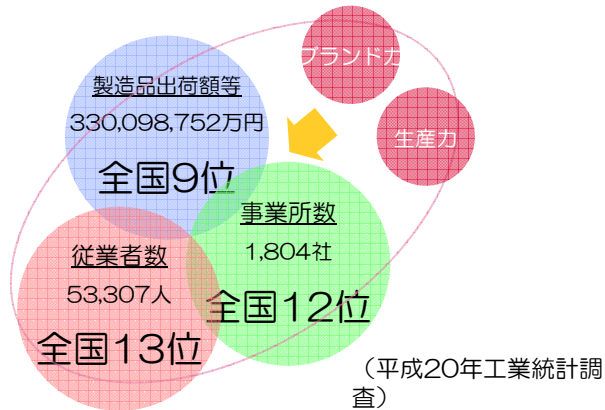 製造品出荷額等
330,098,752万円
全国9位
ブランド力
生産力
事業所数
1,804社
全国12位
従業者数
53,307人
全国13位
（平成20年工業統計調
査）